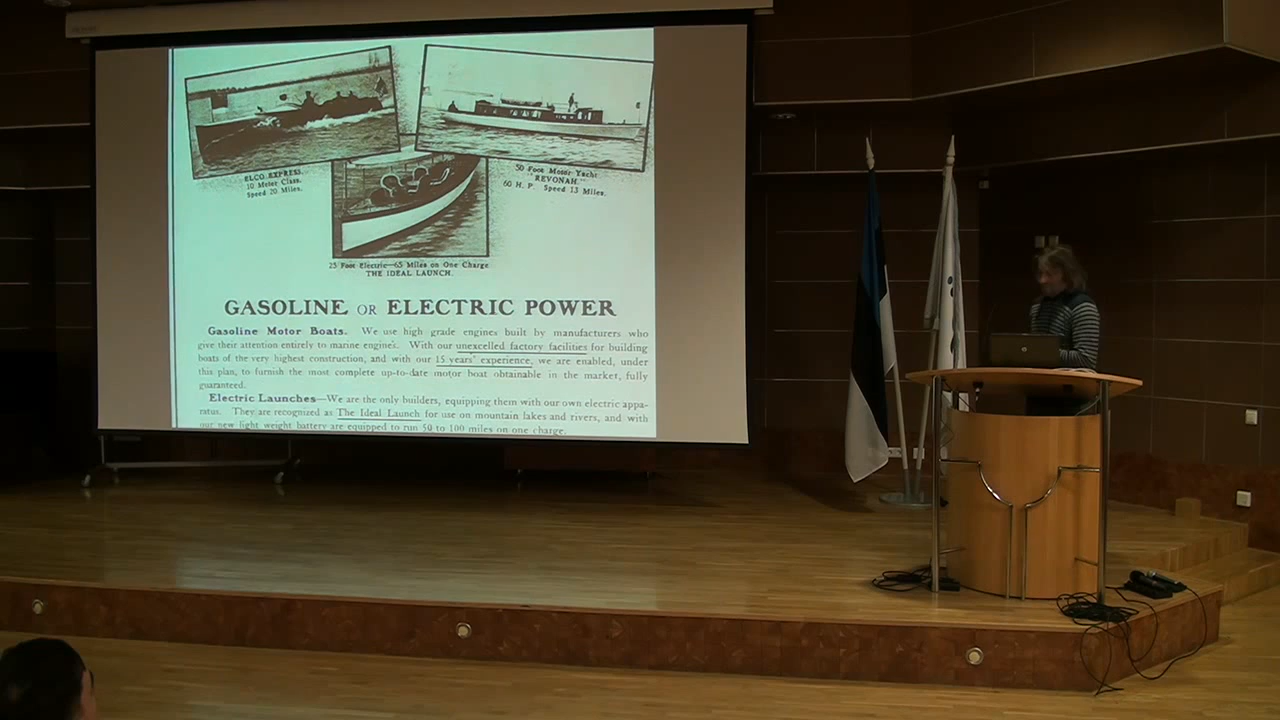 ELCO EXPRESS.
10 Meter Class.
Speed 20 Miles.
50 Foot Motor Yacht
"REVONAH."
60 H. P. Speed 13 Miles.
25 Foot Electric—65 Miles on One Charge
THE IDEAL LAUNCH.
GASOLINE OR ELECTRIC POWER
Gasoline Motor Boats. We use high grade engines built by manufacturers who
give their attention entirely to marine engines. With our unexcelled factory facilities for building
boats of the very highest construction, and with our 15 years' experience, we are enabled, under
this plan, to furnish the most complete up-to-date motor boat obtainable in the market, fully
guaranteed.
Electric Launches—We are the only builders, equipping them with our own electric appa-
ratus. They are recognized as The Ideal Launch for use on mountain lakes and rivers, and with
our new light weight battery are equipped to run 50 to 100 miles on one charge.